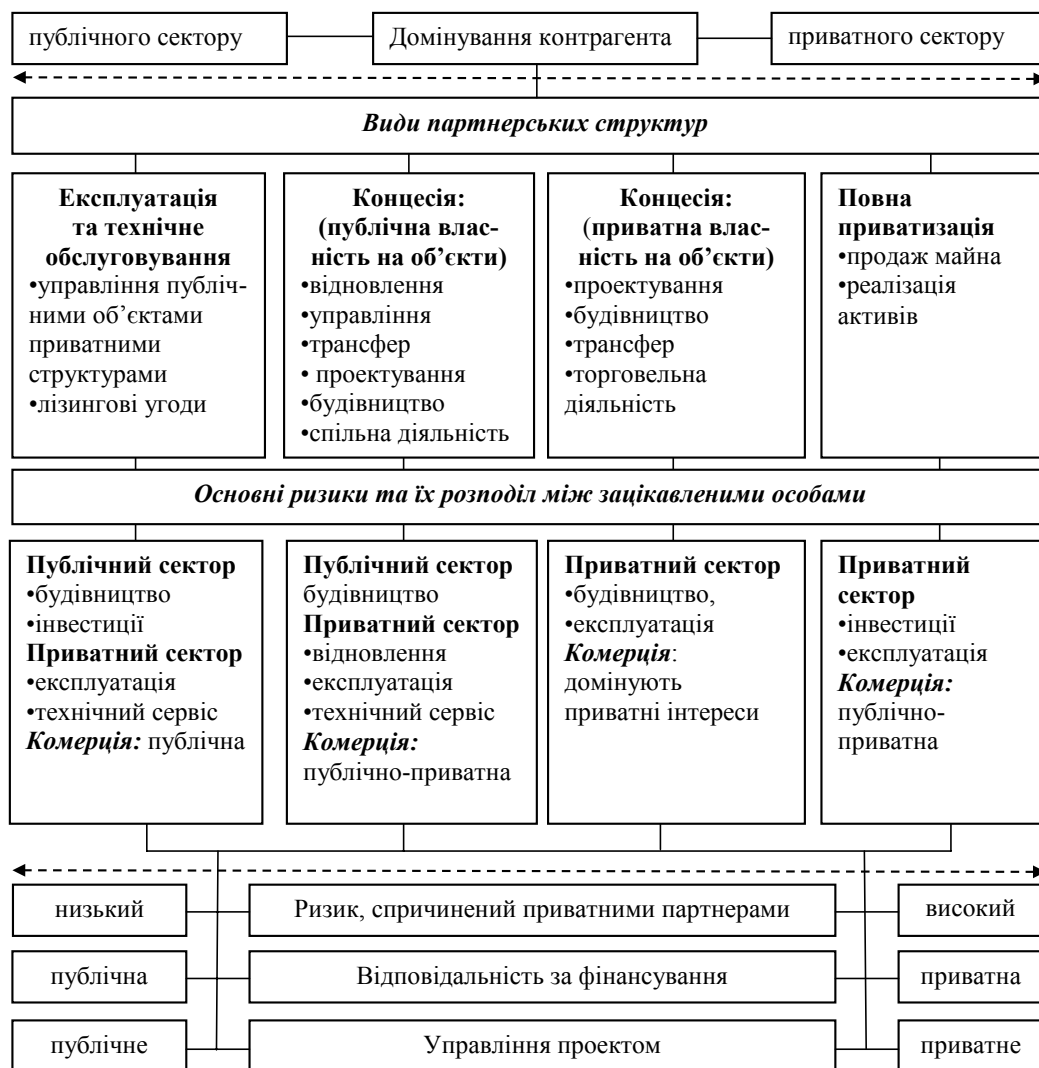 публічного сектору
Домінування контрагента
приватного сектору
Види партнерських структур
Експлуатація
та технічне
обслуговування
•управління публіч-
ними об’єктами
приватними
структурами
•лізингові угоди
Концесія:
(публічна влас-
ність на об’єкти)
•відновлення
•управління
•трансфер
• проектування
•будівництво
•спільна діяльність
Концесія:
(приватна влас-
ність на об’єкти)
•проектування
•будівництво
•трансфер
•торговельна
діяльність
Повна
приватизація
•продаж майна
•реалізація
активів
Основні ризики та їх розподіл між зацікавленими особами
Публічний сектор
•будівництво
•інвестиції
Приватний сектор
•експлуатація
•технічний сервіс
Комерція: публічна
Публічний сектор
будівництво
Приватний сектор
•відновлення
•експлуатація
•технічний сервіс
Комерція:
публічно-приватна
Приватний сектор
•будівництво,
•експлуатація
Комерція:
домінують
приватні інтереси
Приватний
сектор
•інвестиції
•експлуатація
Комерція:
публічно-
приватна
низький
Ризик, спричинений приватними партнерами
високий
публічна
Відповідальність за фінансування
приватна
публічне
Управління проектом
приватне